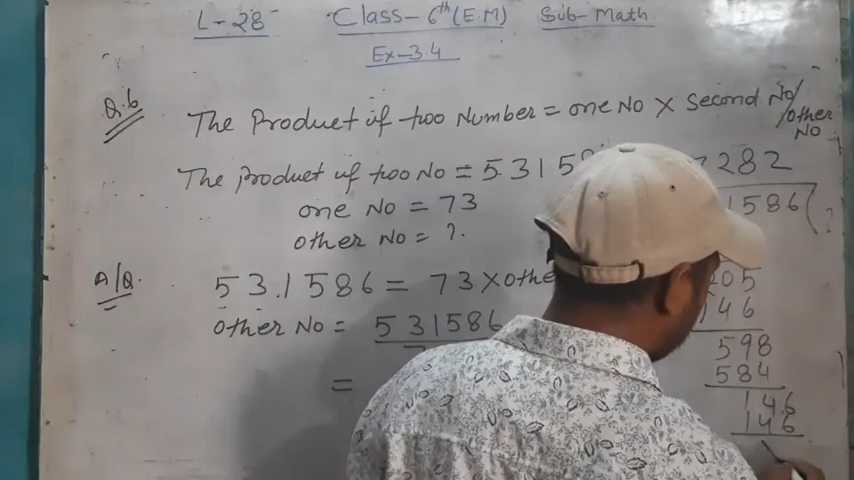 L-28 Class-6th (E.M) Sub-Math
Ex-3.4
Q.6 The Product of two Number = one No X Second No/
other
No
The product of two No = 53158
7282
one No = 73
1586
other No = ?.
A/Q. 53.1586 = 73 X othe
205
146
other No = 531586
598
584
=
146
146